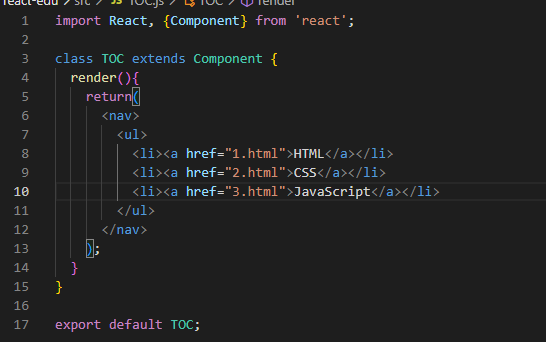 react-edu > src > JS TOC.js > TOC > render
1 import React, {Component} from 'react';
2
3 class TOC extends Component {
4 render(){
5 return(
6 <nav>
7 <ul>
8 <li><a href="1.html">HTML</a></li>
9 <li><a href="2.html">CSS</a></li>
10 <li><a href="3.html">JavaScript</a></li>
11 </ul>
12 </nav>
13 );
14 }
15 }
16
17 export default TOC;